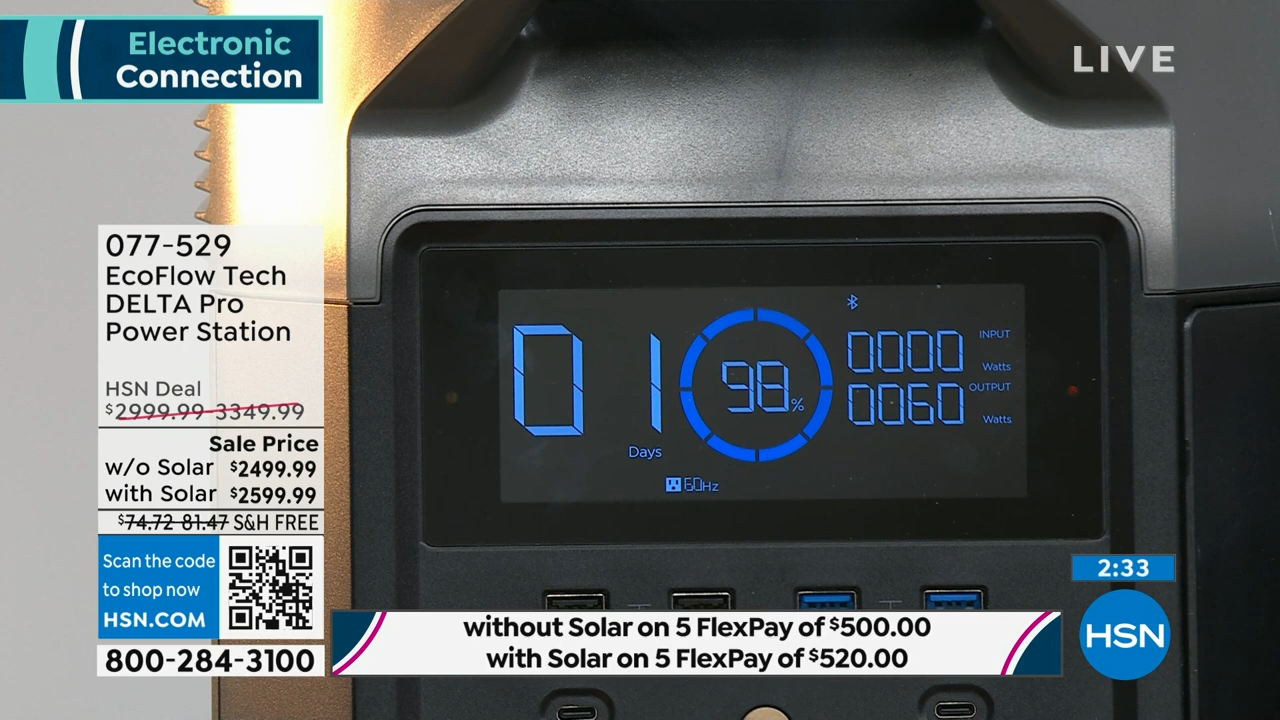 Electronic
Connection
LIVE
077-529
EcoFlow Tech
DELTA Pro
Power Station
HSN Deal
$2999.99-3349.99
Sale Price
w/o Solar $2499.99
with Solar $2599.99
$74.72-81.47 S&H FREE
Scan the code
to shop now
HSN.COM
800-284-3100
01
Days
98%
0000
INPUT
Watts
0060
OUTPUT
Watts
60Hz
2:33
HSN
without Solar on 5 FlexPay of $500.00
with Solar on 5 FlexPay of $520.00